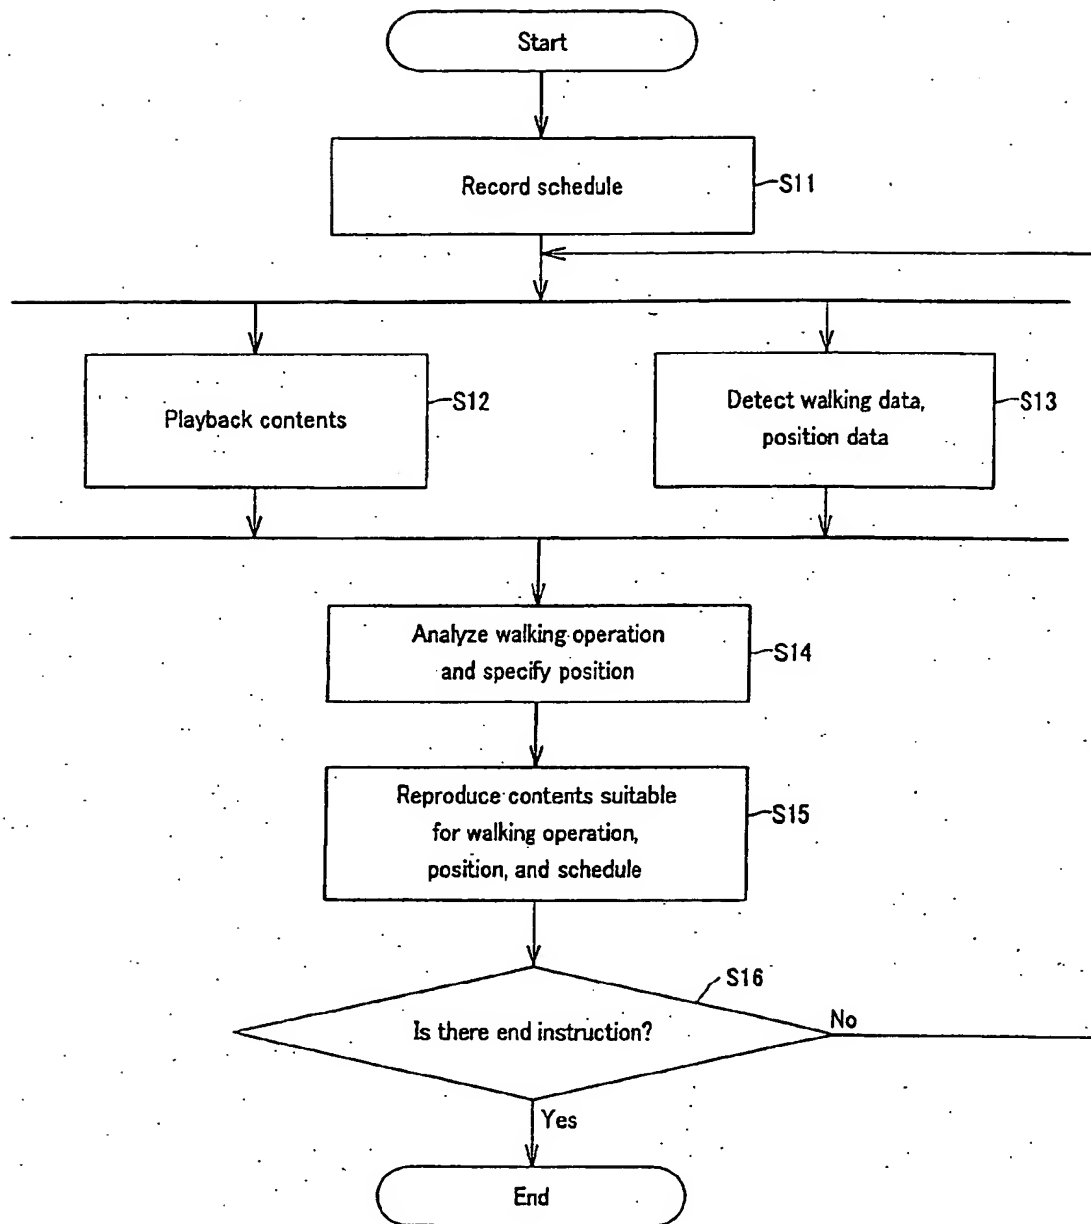 Start
Record schedule
S11
Playback contents
S12
Detect walking data,
position data
S13
Analyze walking operation
and specify position
S14
Reproduce contents suitable
for walking operation,
position, and schedule
S15
S16
Is there end instruction?
No
Yes
End